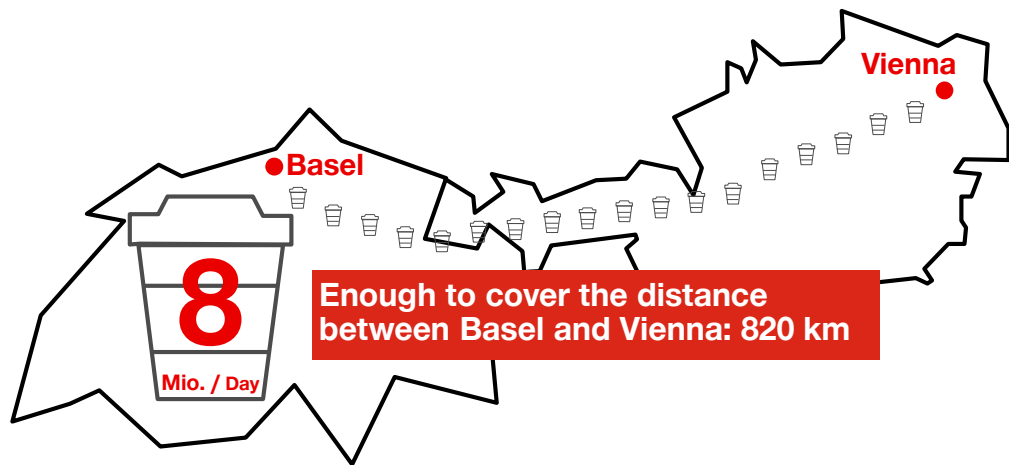 Vienna
Basel
8
Mio. / Day
Enough to cover the distance
between Basel and Vienna: 820 km